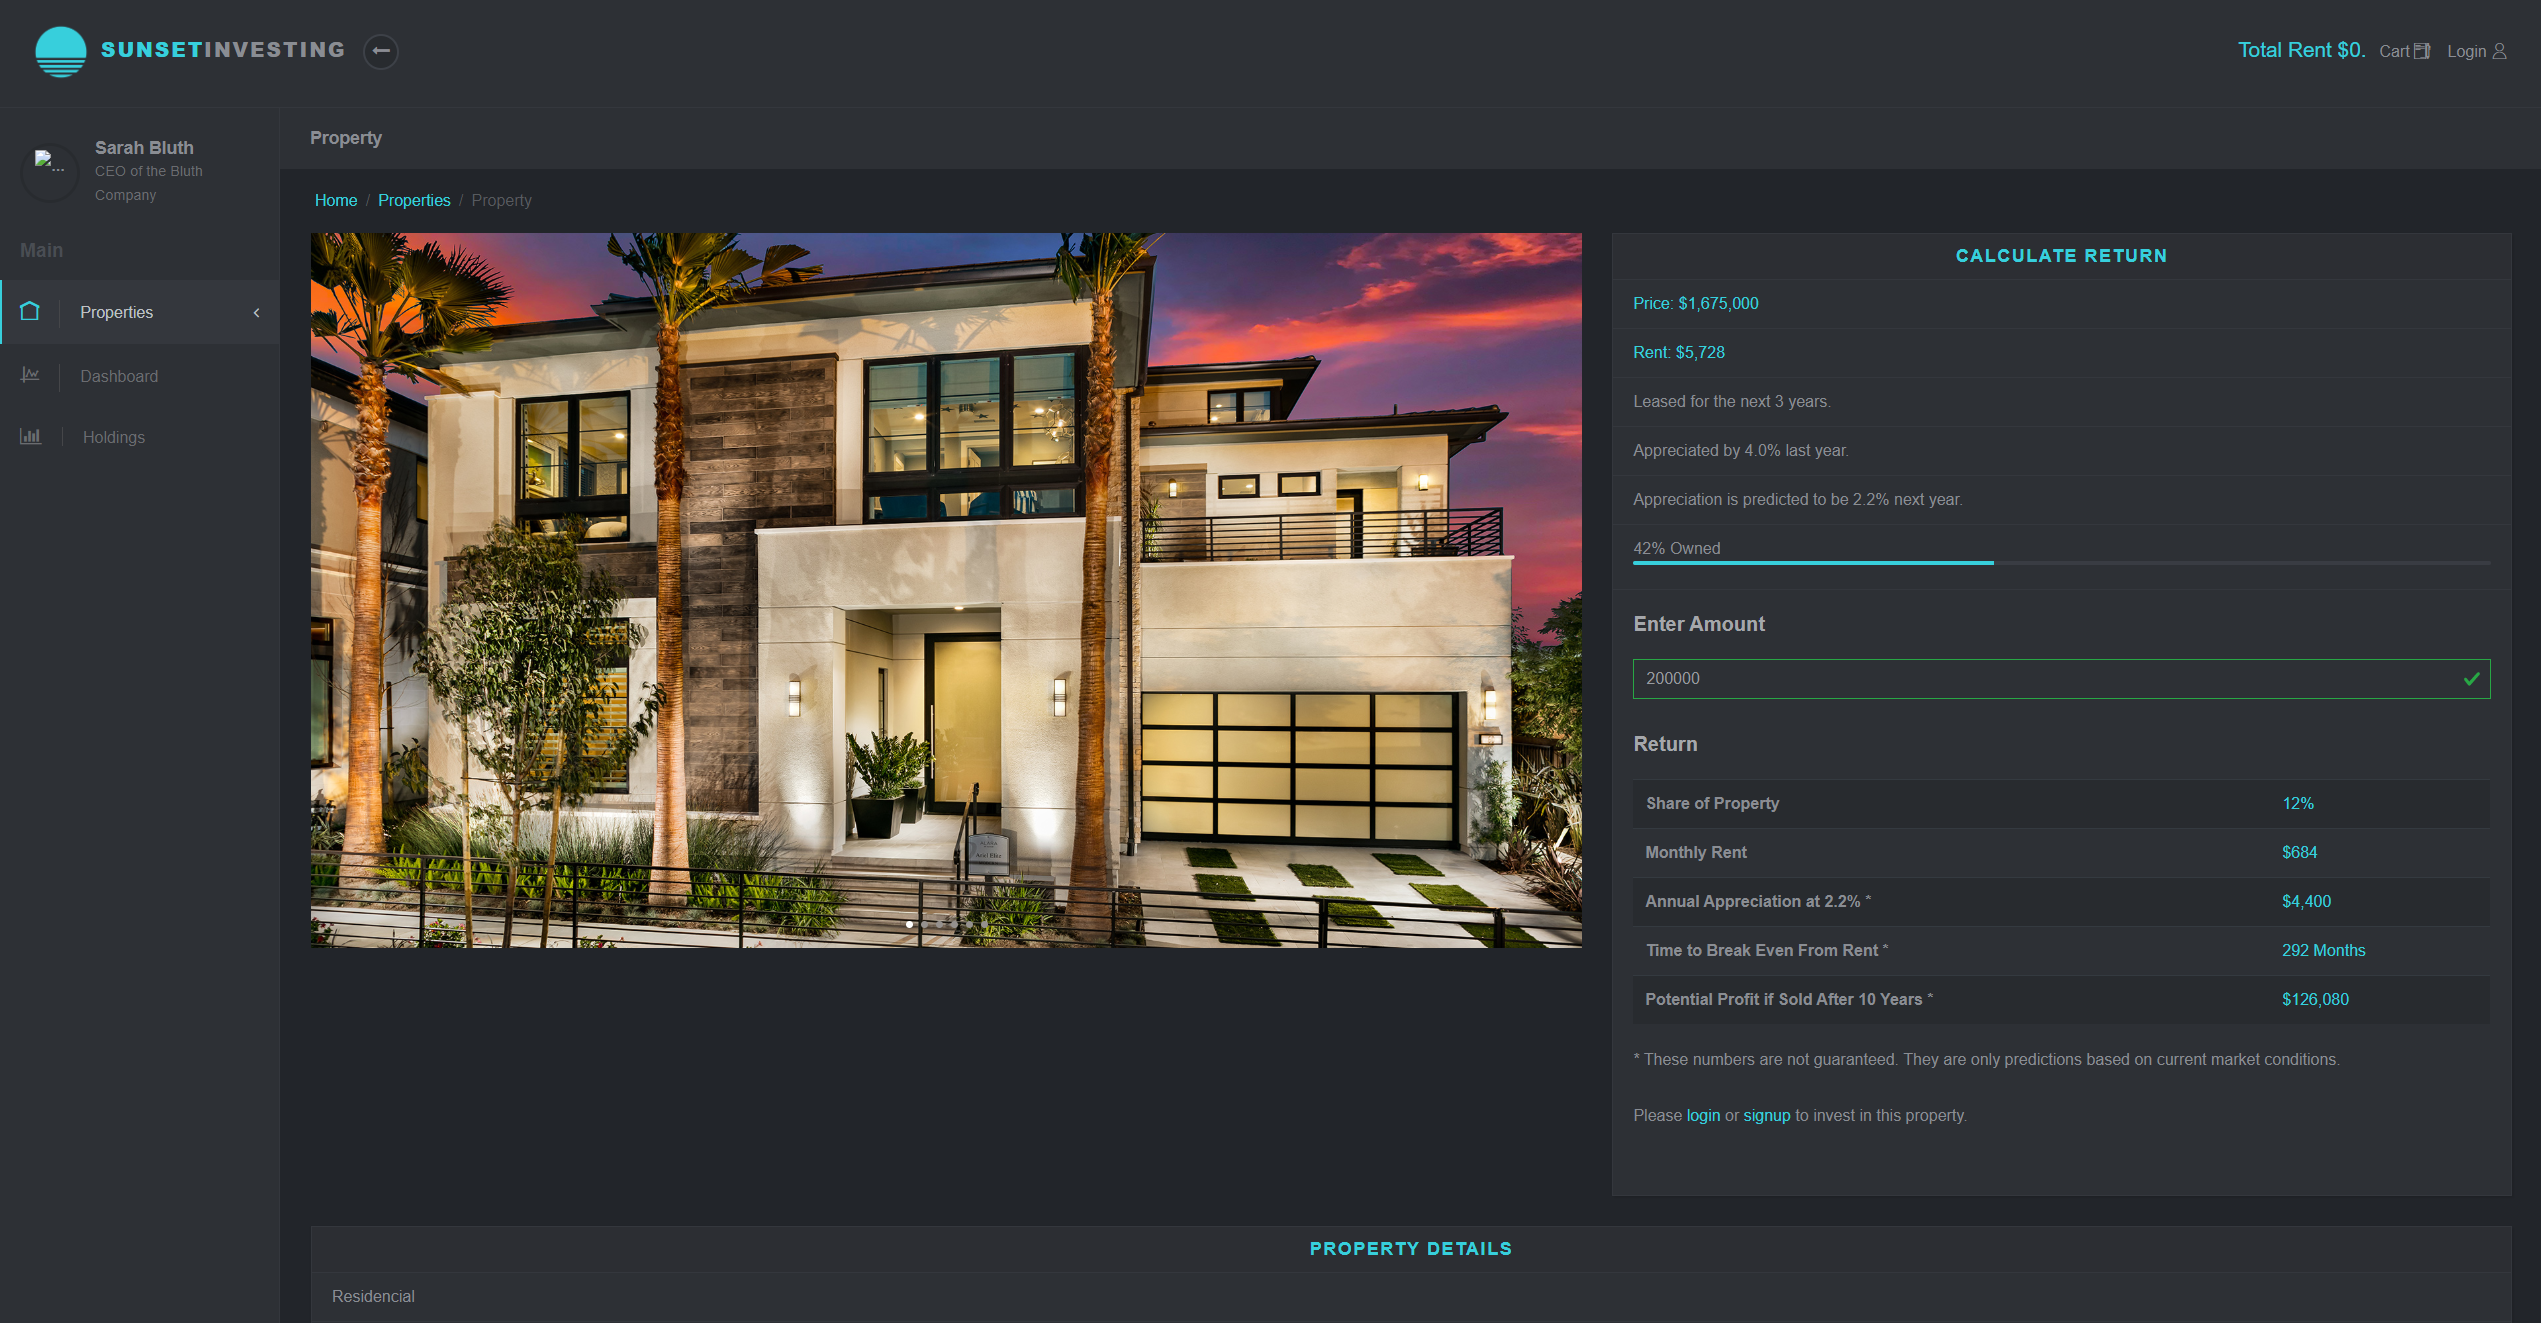 SUNSETINVESTING
Total Rent $0. Cart Login
Sarah Bluth
CEO of the Bluth
Company
Main
Properties
Dashboard
Holdings
Property
Home / Properties / Property
CALCULATE RETURN
Price: $1,675,000
Rent: $5,728
Leased for the next 3 years.
Appreciated by 4.0% last year.
Appreciation is predicted to be 2.2% next year.
42% Owned
Enter Amount
200000
Return
Share of Property 12%
Monthly Rent $684
Annual Appreciation at 2.2% * $4,400
Time to Break Even From Rent * 292 Months
Potential Profit if Sold After 10 Years * $126,080
* These numbers are not guaranteed. They are only predictions based on current market conditions.
Please login or signup to invest in this property.
PROPERTY DETAILS
Residencial